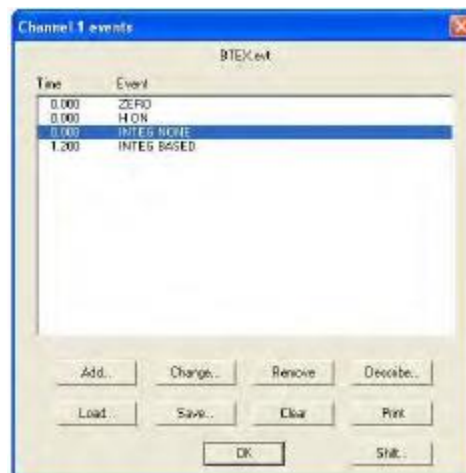 Channel 1 events
BTEX.evt
Time Event
0.000 ZERO
0.000 H ON
0.000 INTEG NONE
1.200 INTEG BASED
Add... Change... Remove Describe...
Load... Save... Clear Print
OK Shift...